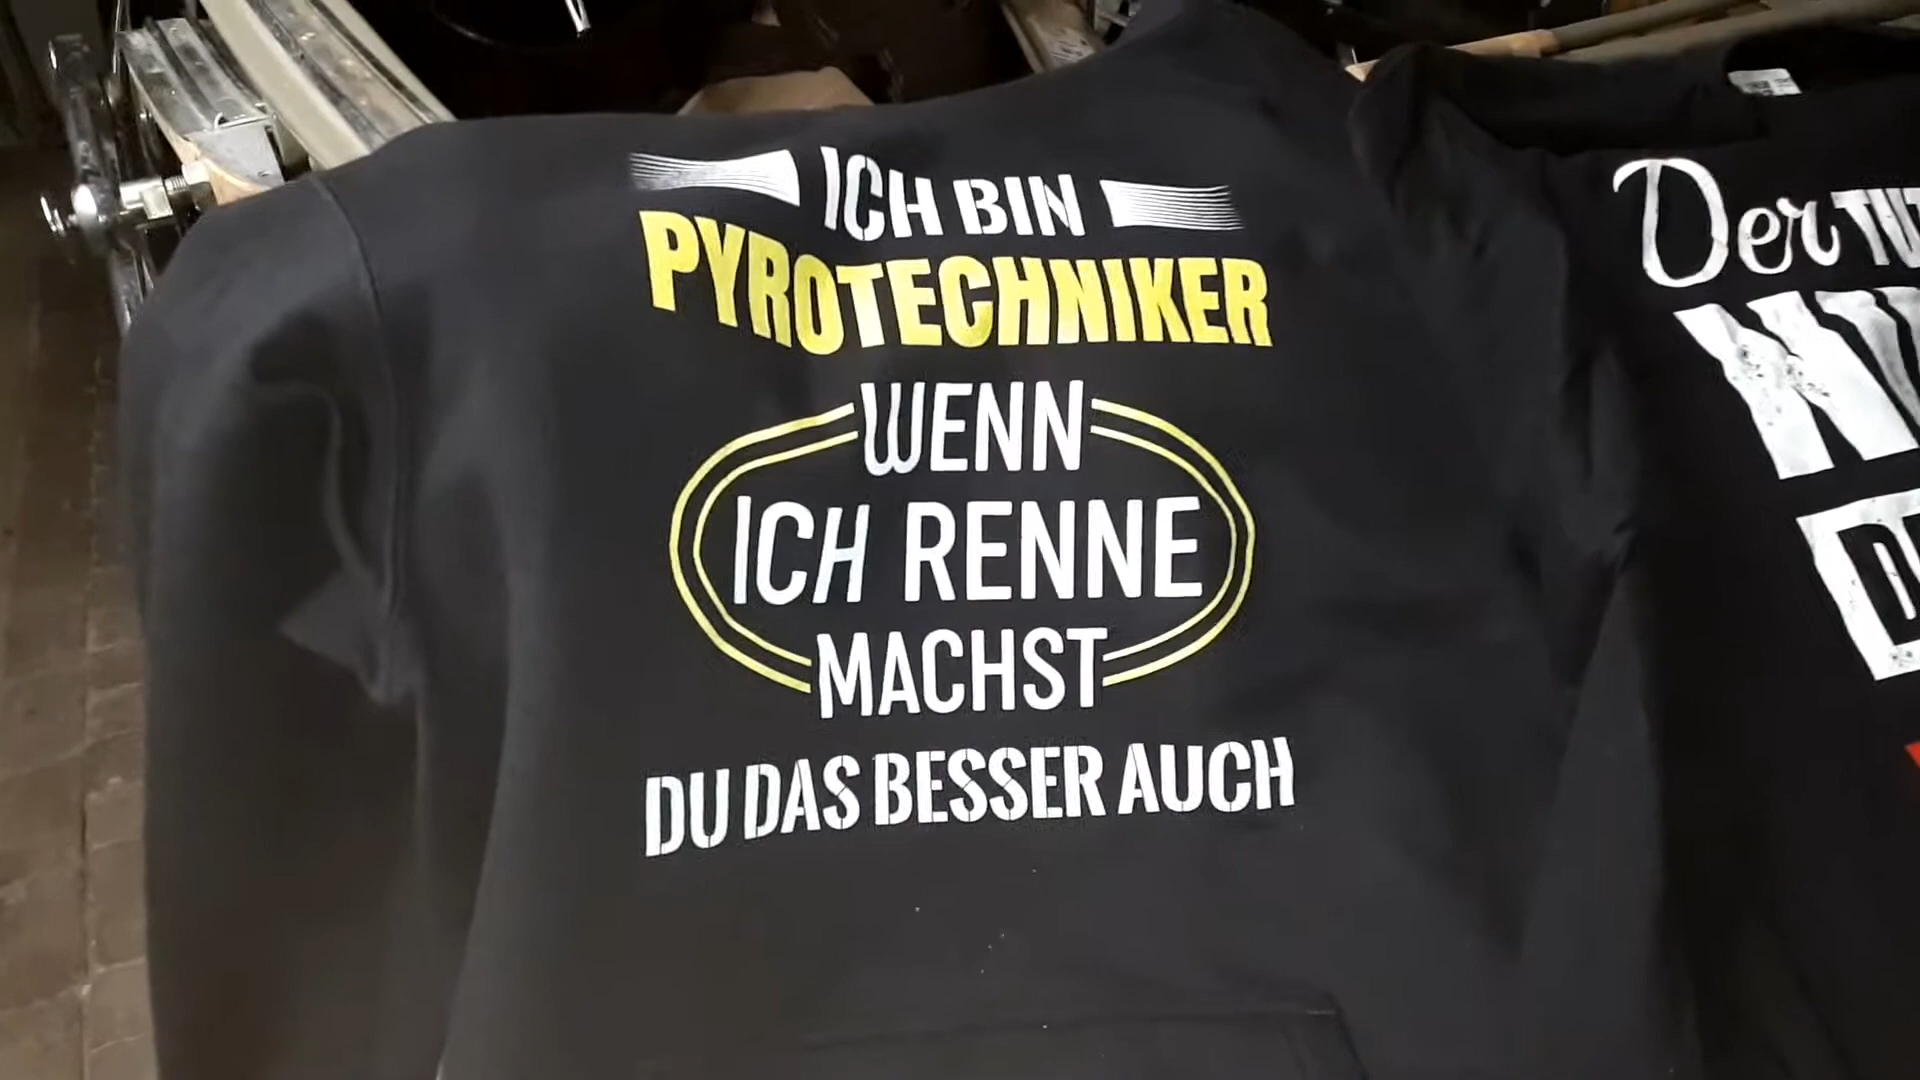 ICH BIN
PYROTECHNIKER
WENN
ICH RENNE
MACHST
DU DAS BESSER AUCH
Der